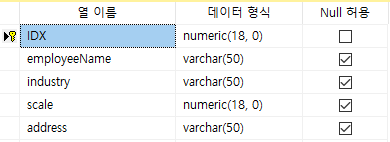 열 이름 데이터 형식 Null 허용
IDX numeric(18, 0)
employeeName varchar(50)
industry varchar(50)
scale numeric(18, 0)
address varchar(50)